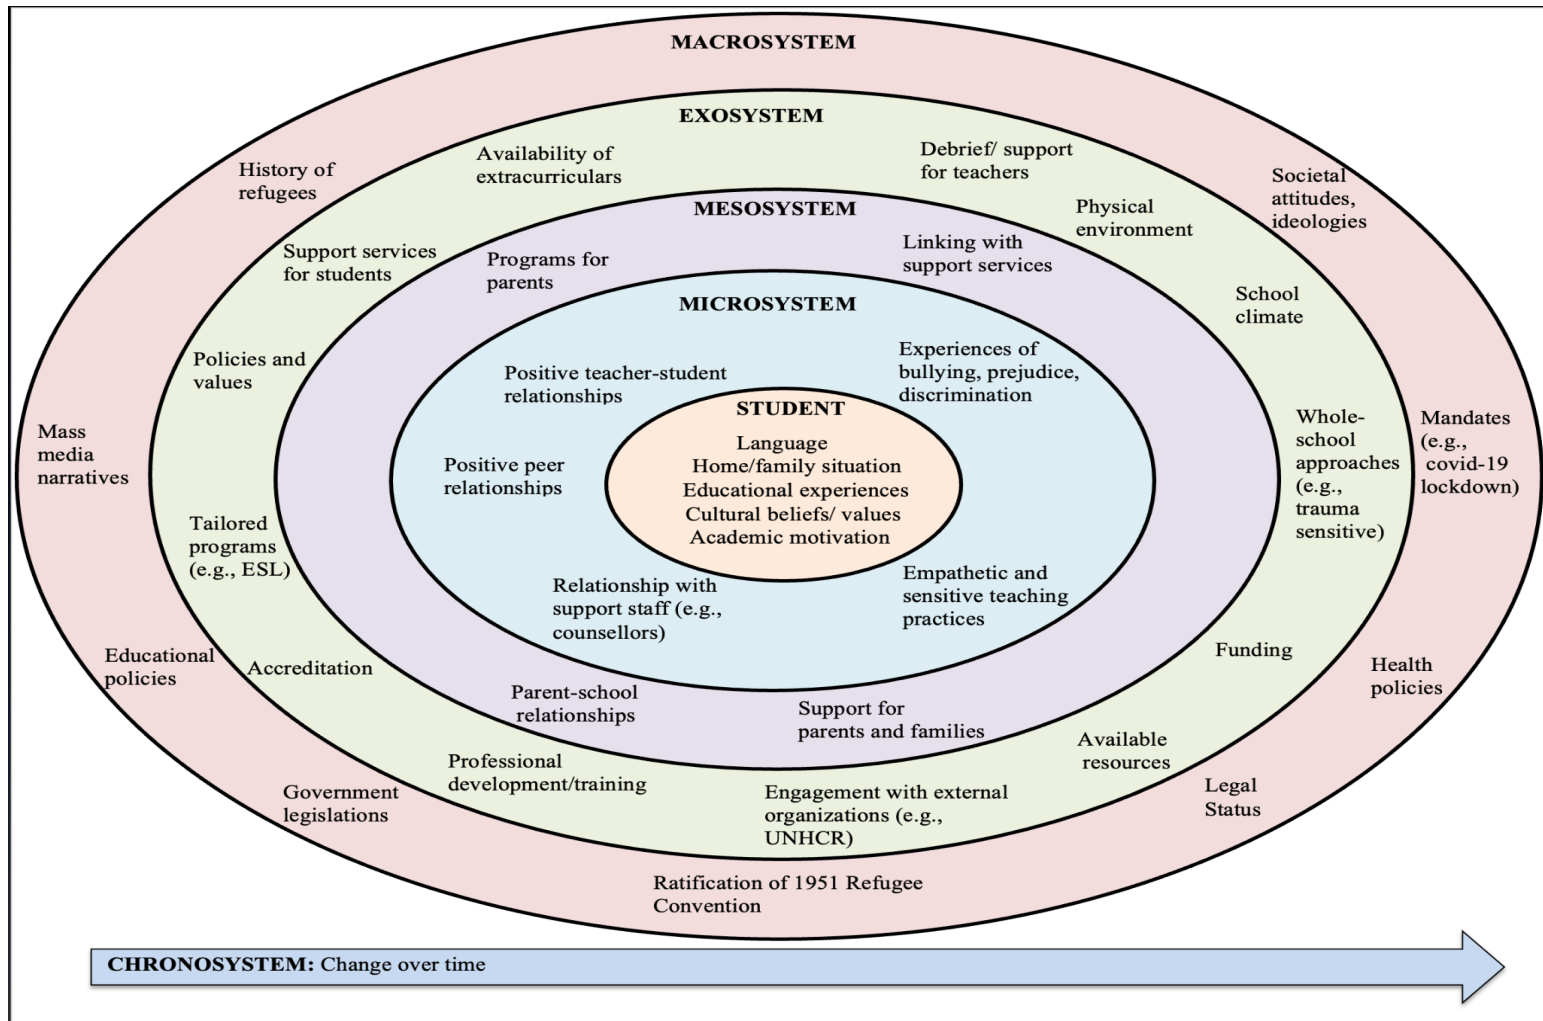 MACROSYSTEM
History of
refugees
Societal
attitudes,
ideologies
Mass
media
narratives
Mandates
(e.g.,
covid-19
lockdown)
Educational
policies
Health
policies
Government
legislations
Legal
Status
Ratification of 1951 Refugee
Convention
EXOSYSTEM
Availability of
extracurriculars
Debrief/ support
for teachers
Support services
for students
Physical
environment
Policies and
values
School
climate
Tailored
programs
(e.g., ESL)
Whole-
school
approaches
(e.g.,
trauma
sensitive)
Accreditation
Funding
Professional
development/training
Available
resources
Engagement with external
organizations (e.g.,
UNHCR)
MESOSYSTEM
Programs for
parents
Linking with
support services
Parent-school
relationships
Support for
parents and families
MICROSYSTEM
Positive teacher-student
relationships
Experiences of
bullying, prejudice,
discrimination
Positive peer
relationships
Relationship with
support staff (e.g.,
counsellors)
Empathetic and
sensitive teaching
practices
STUDENT
Language
Home/family situation
Educational experiences
Cultural beliefs/ values
Academic motivation
CHRONOSYSTEM: Change over time